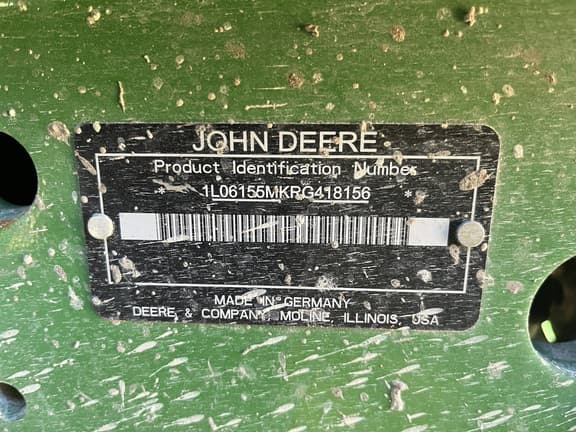 JOHN DEERE
Product Identification Number
* 1L06155MKRG418156 *
MADE IN GERMANY
DEERE & COMPANY, MOLINE, ILLINOIS, USA